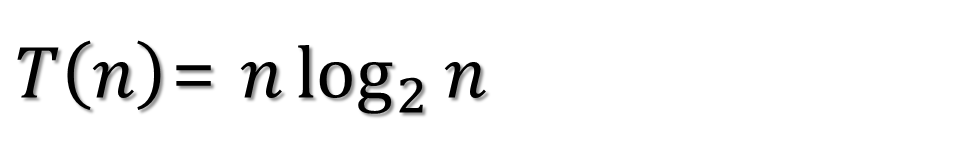 T(n)= n log₂ n